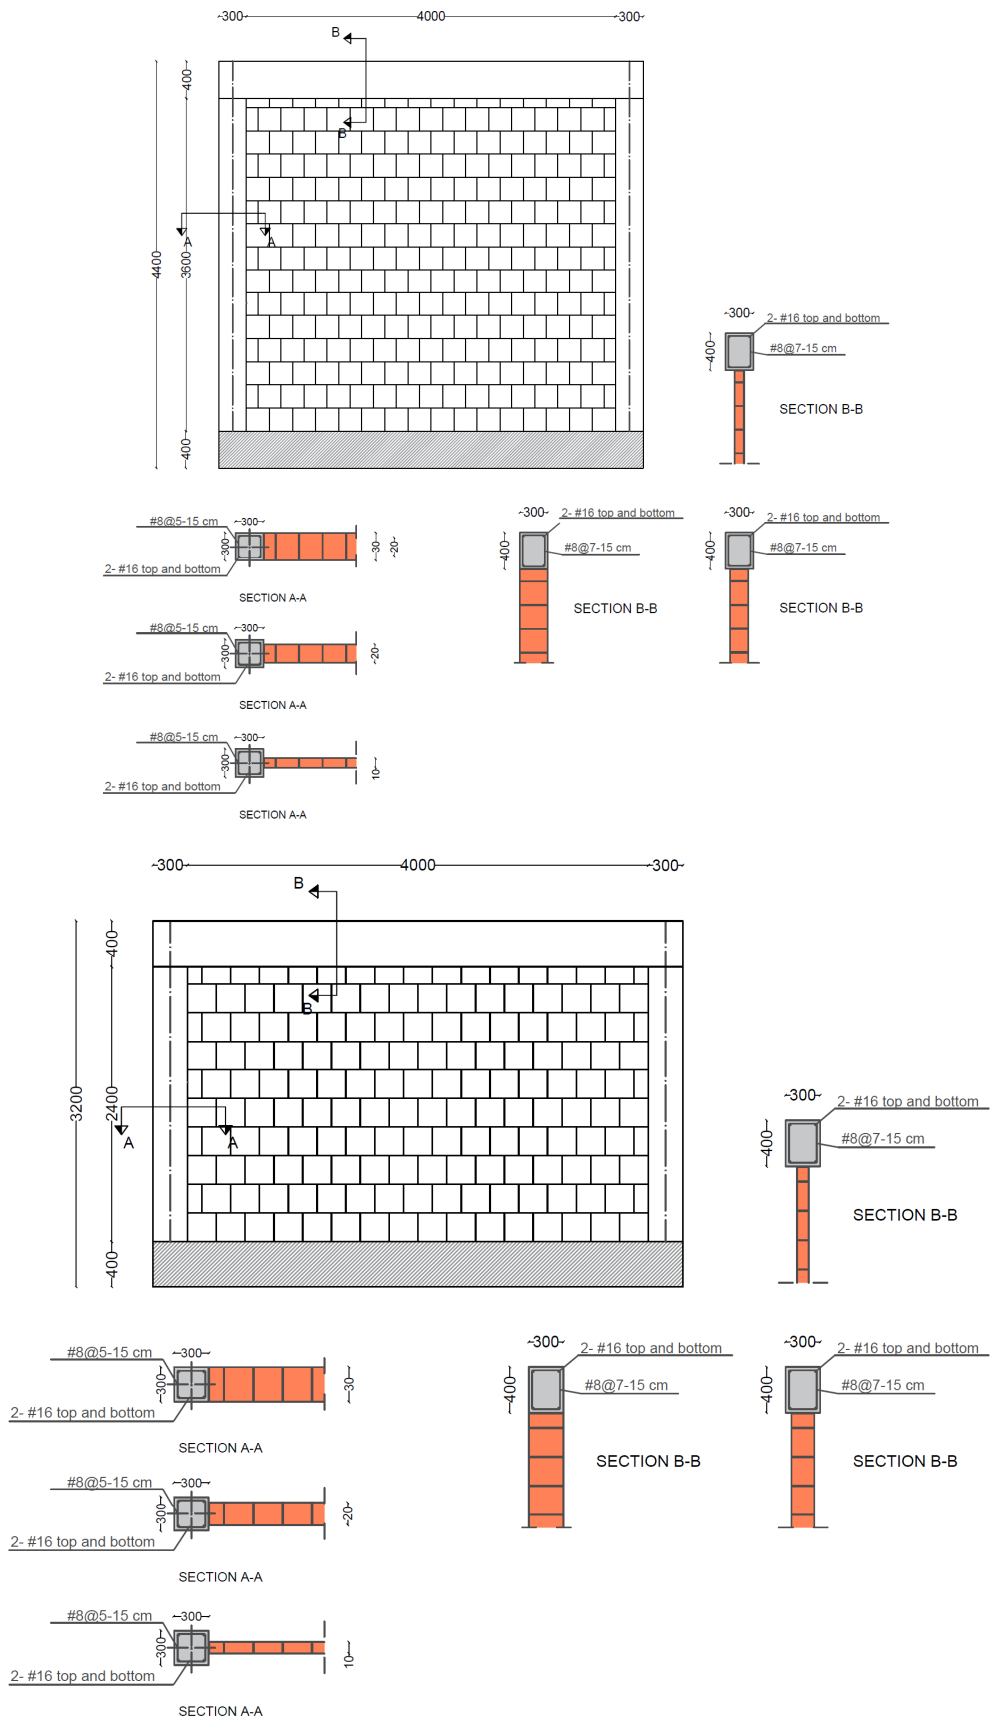 300 4000 300
B
400
B
A A
4400
3600
400
300
2- #16 top and bottom
400
#8@7-15 cm
SECTION B-B
#8@5-15 cm
300
300
2- #16 top and bottom
30
20
SECTION A-A
300
2- #16 top and bottom
400
#8@7-15 cm
SECTION B-B
300
2- #16 top and bottom
400
#8@7-15 cm
SECTION B-B
#8@5-15 cm
300
300
20
2- #16 top and bottom
SECTION A-A
#8@5-15 cm
300
300
10
2- #16 top and bottom
SECTION A-A
300 4000 300
B
400
B
3200
2400
A A
400
300
2- #16 top and bottom
400
#8@7-15 cm
SECTION B-B
#8@5-15 cm
300
300
30
2- #16 top and bottom
SECTION A-A
300
2- #16 top and bottom
400
#8@7-15 cm
SECTION B-B
300
2- #16 top and bottom
400
#8@7-15 cm
SECTION B-B
#8@5-15 cm
300
300
20
2- #16 top and bottom
SECTION A-A
#8@5-15 cm
300
300
10
2- #16 top and bottom
SECTION A-A